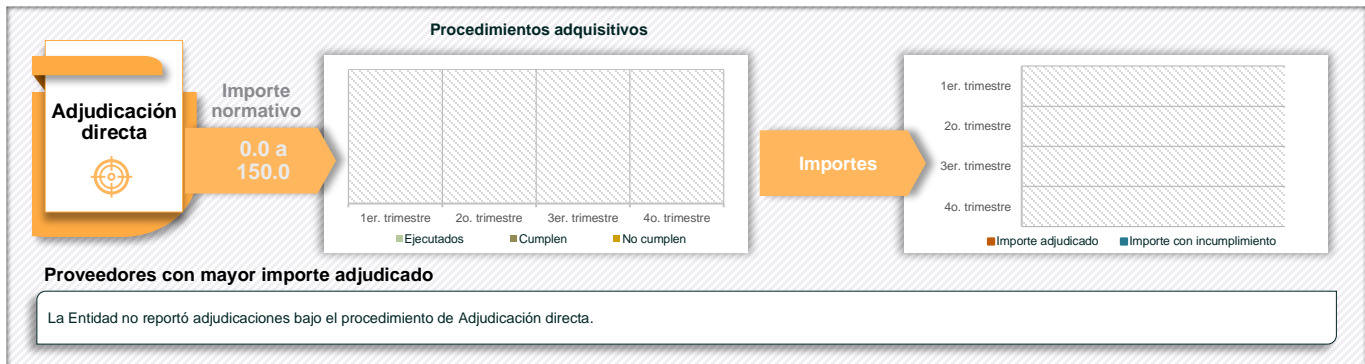 Procedimientos adquisitivos
Adjudicación
directa
Importe
normativo
0.0 a
150.0
1er. trimestre
2o. trimestre
3er. trimestre
4o. trimestre
Ejecutados
Cumplen
No cumplen
Importes
1er. trimestre
2o. trimestre
3er. trimestre
4o. trimestre
Importe adjudicado
Importe con incumplimiento
Proveedores con mayor importe adjudicado
La Entidad no reportó adjudicaciones bajo el procedimiento de Adjudicación directa.